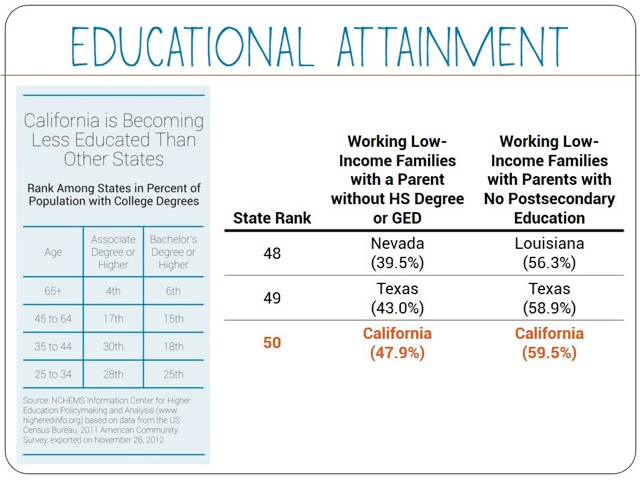 EDUCATIONAL ATTAINMENT
California is Becoming
Less Educated Than
Other States
Rank Among States in Percent of
Population with College Degrees
Age
Associate
Degree or
Higher
Bachelor's
Degree or
Higher
65+ 4th 6th
45 to 64 17th 15th
35 to 44 30th 18th
25 to 34 28th 25th
Source: NCHEMS Information Center for Higher
Education Policymaking and Analysis (www.
higheredinfo.org) based on data from the US
Census Bureau, 2011 American Community
Survey, exported on November 26, 2012
State Rank
Working Low-
Income Families
with a Parent
without HS Degree
or GED
Working Low-
Income Families
with Parents with
No Postsecondary
Education
48
Nevada
(39.5%)
Louisiana
(56.3%)
49
Texas
(43.0%)
Texas
(58.9%)
50
California
(47.9%)
California
(59.5%)